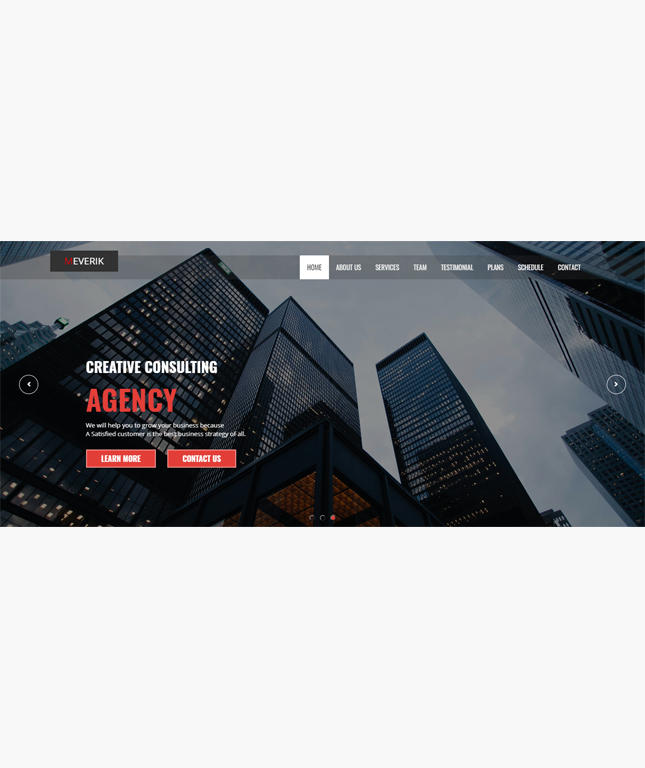 MEVERIK
HOME ABOUT US SERVICES TEAM TESTIMONIAL PLANS SCHEDULE CONTACT
CREATIVE CONSULTING
AGENCY
We will help you to grow your business because
A Satisfied customer is the best business strategy of all.
LEARN MORE CONTACT US